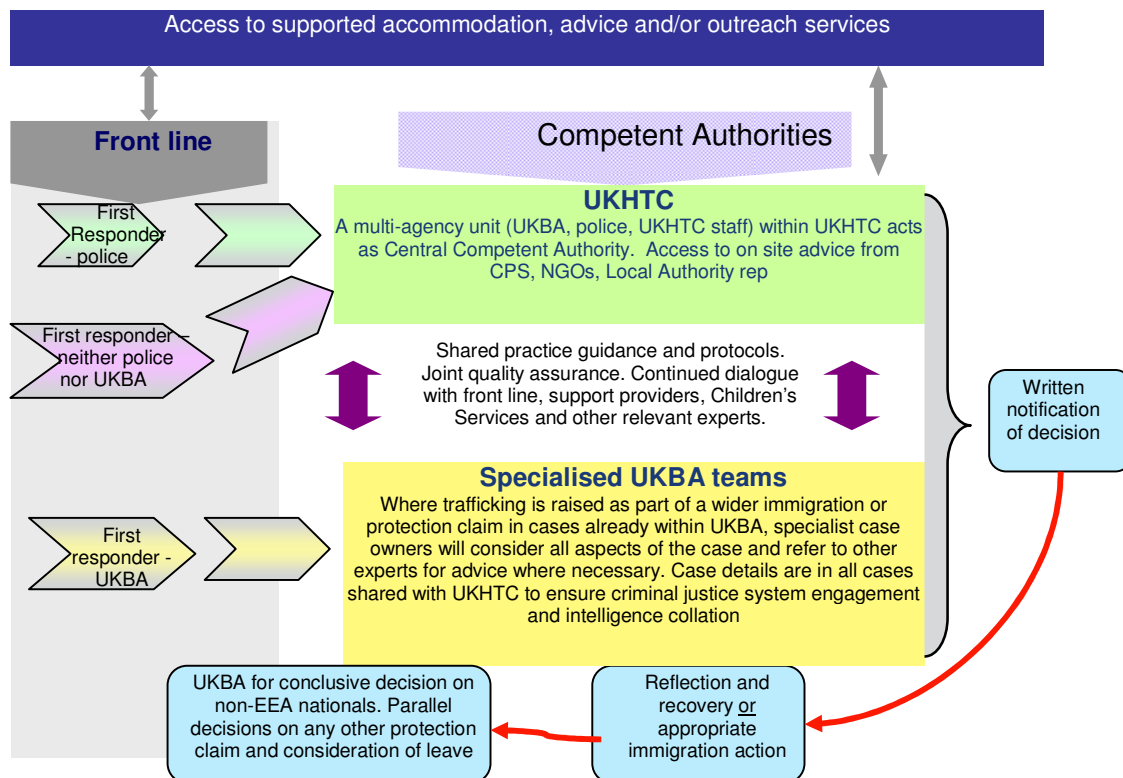 Access to supported accommodation, advice and/or outreach services
Front line
Competent Authorities
First
Responder
- police
UKHTC
A multi-agency unit (UKBA, police, UKHTC staff) within UKHTC acts
as Central Competent Authority.  Access to on site advice from
CPS, NGOs, Local Authority rep
First responder –
neither police
nor UKBA
Shared practice guidance and protocols.
Joint quality assurance. Continued dialogue
with front line, support providers, Children’s
Services and other relevant experts.
Written
notification
of decision
First
responder -
UKBA
Specialised UKBA teams
Where trafficking is raised as part of a wider immigration or
protection claim in cases already within UKBA, specialist case
owners will consider all aspects of the case and refer to other
experts for advice where necessary. Case details are in all cases
shared with UKHTC to ensure criminal justice system engagement
and intelligence collation
UKBA for conclusive decision on
non-EEA nationals. Parallel
decisions on any other protection
claim and consideration of leave
Reflection and
recovery or
appropriate
immigration action